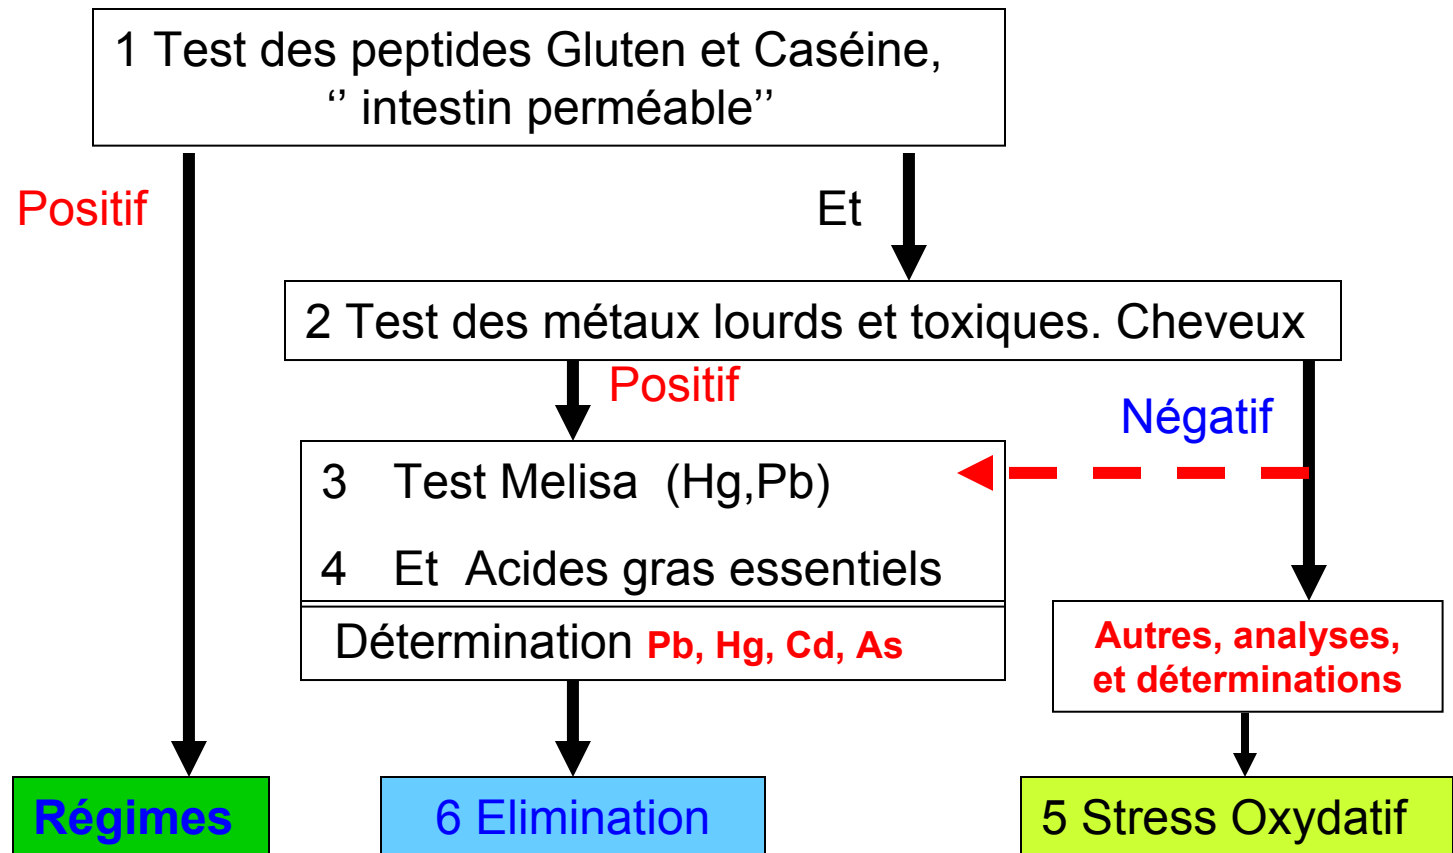 1 Test des peptides Gluten et Caséine,
‘’ intestin perméable’’
Positif
Et
2 Test des métaux lourds et toxiques. Cheveux
Positif
Négatif
3 Test Melisa (Hg,Pb)
4 Et Acides gras essentiels
Détermination Pb, Hg, Cd, As
Autres, analyses,
et déterminations
Régimes
6 Elimination
5 Stress Oxydatif